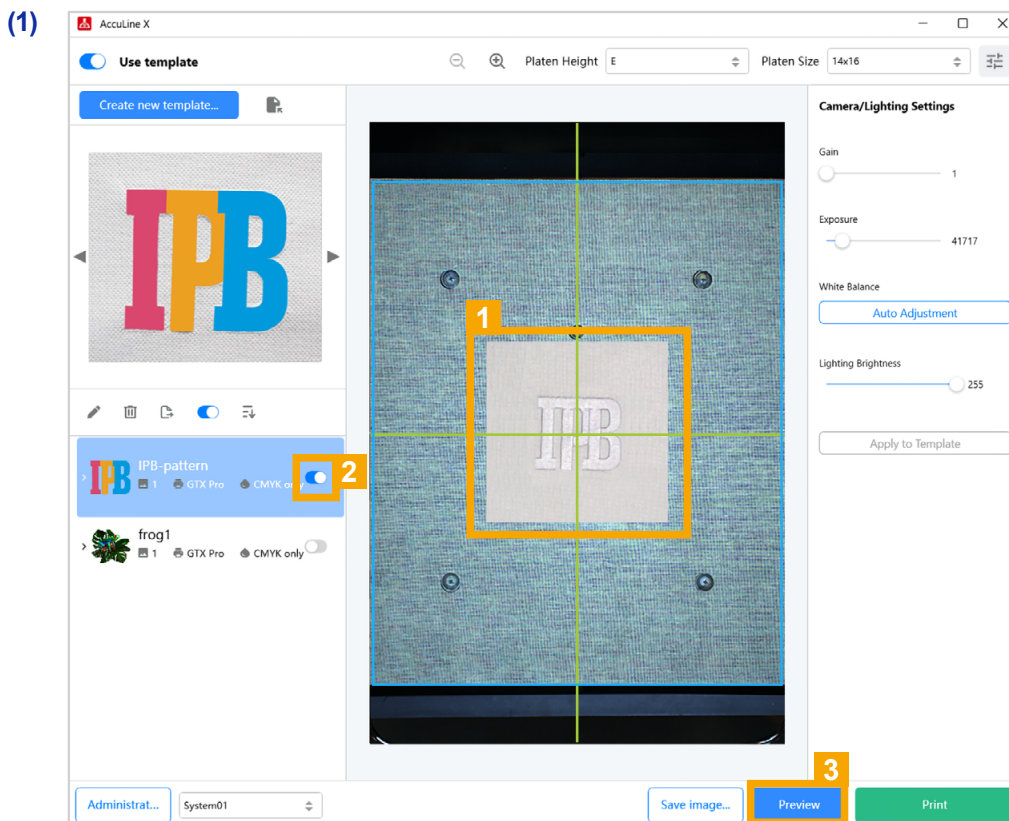 (1)
AccuLine X
Use template
Platen Height E
Platen Size 14x16
Create new template...
Camera/Lighting Settings
Gain
1
IPB
Exposure
41717
White Balance
Auto Adjustment
1
Lighting Brightness
255
IPB
Apply to Template
IPB
IPB-pattern
1 GTX Pro CMYK only
2
frog1
1 GTX Pro CMYK only
3
Administrat...
System01
Save image...
Preview
Print